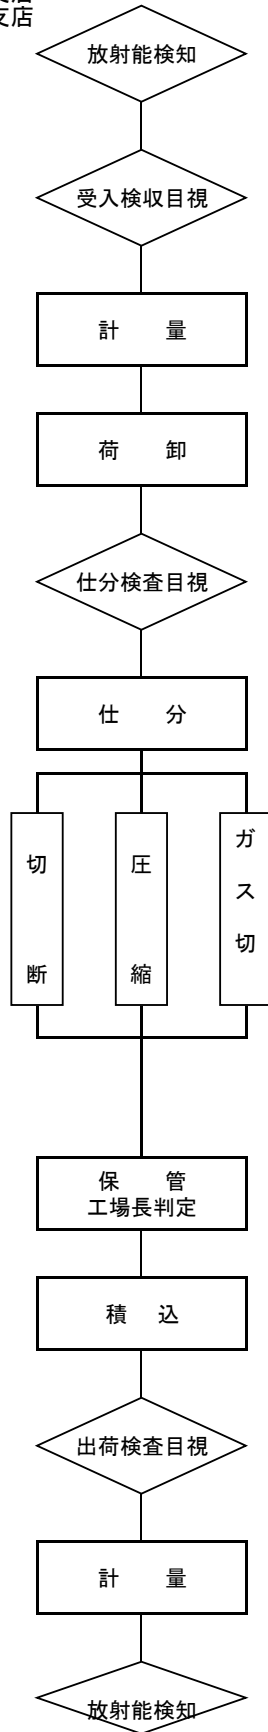 支店
放射能検知
受入検収目視
計　　量
荷　　卸
仕分検査目視
仕　　分
切断
圧縮
ガス切
保　　管
工場長判定
積　込
出荷検査目視
計　　量
放射能検知